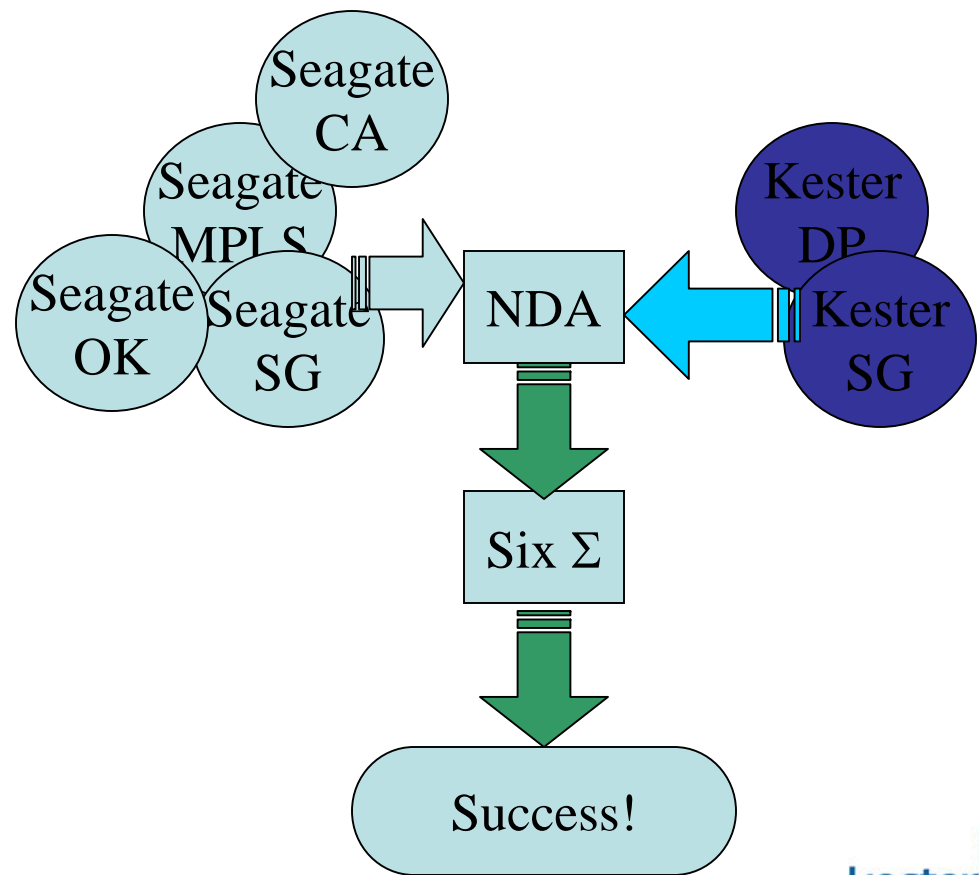 Seagate
CA
Seagate
MPLS
Seagate
OK
Seagate
SG
Kester
DP
Kester
SG
NDA
Six Σ
Success!